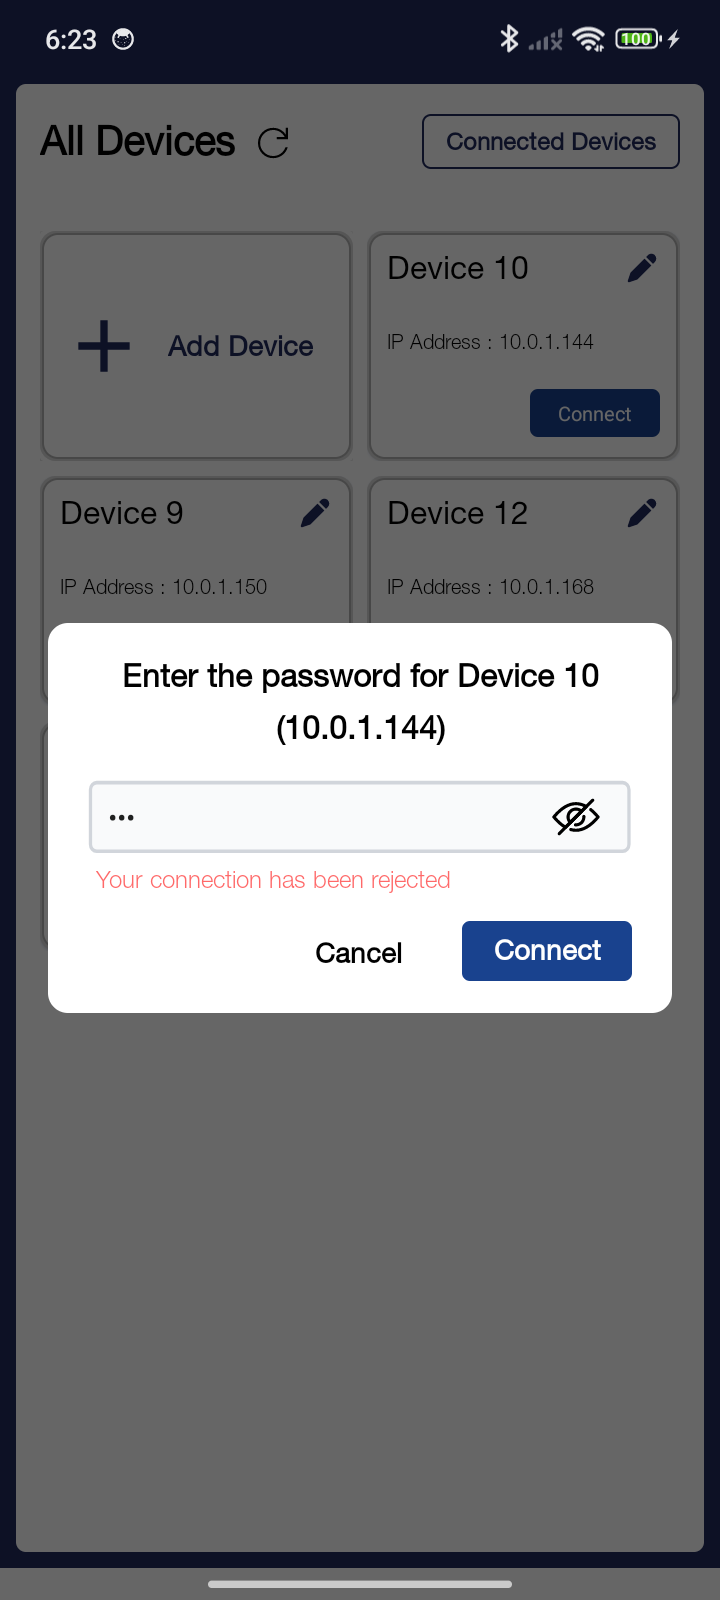 6:23
100
All Devices
Connected Devices
Add Device
Device 10
IP Address : 10.0.1.144
Connect
Device 9
IP Address : 10.0.1.150
Device 12
IP Address : 10.0.1.168
Enter the password for Device 10
(10.0.1.144)
•••
Your connection has been rejected
Cancel
Connect